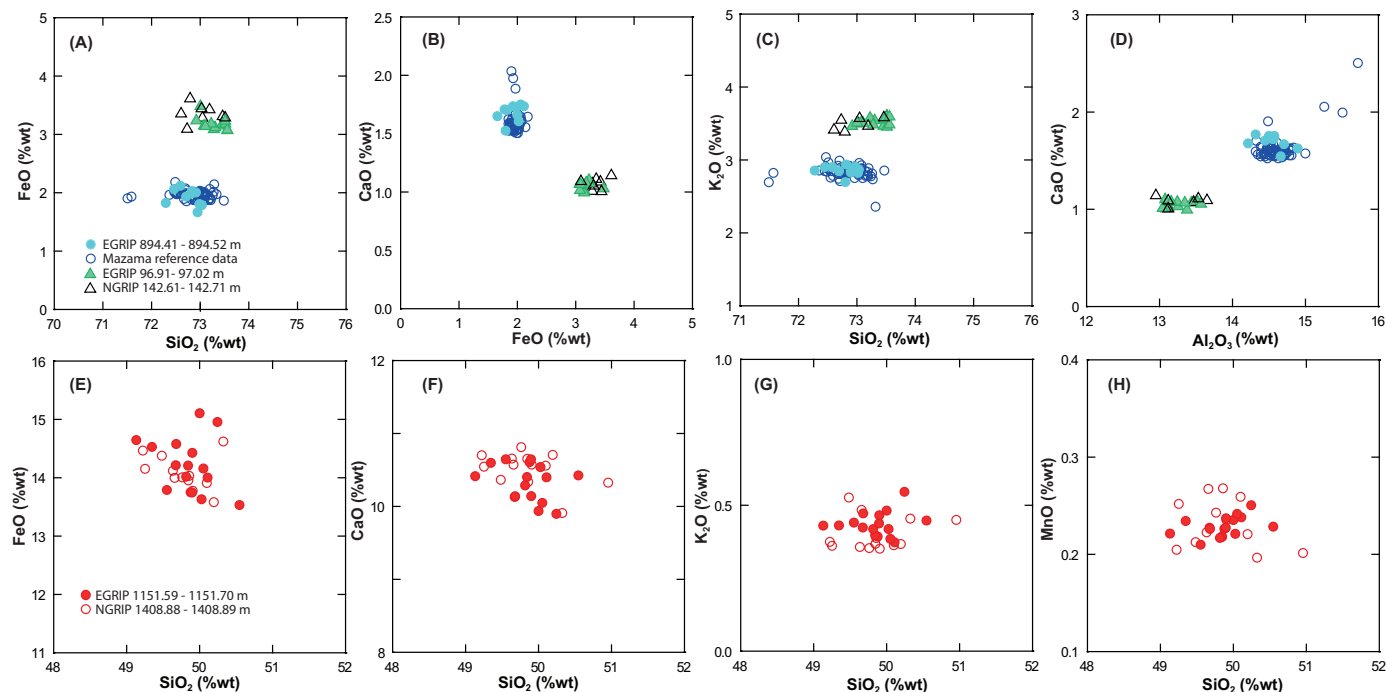 (A)
FeO (%wt)
5
4
3
2
1
0
EGRIP 894.41 - 894.52 m
Mazama reference data
EGRIP 96.91- 97.02 m
NGRIP 142.61- 142.71 m
70 71 72 73 74 75 76
SiO2 (%wt)
(B)
CaO (%wt)
2.5
2.0
1.5
1.0
0.5
0.0
0 1 2 3 4 5
FeO (%wt)
(C)
K2O (%wt)
5
4
3
2
1
71 72 73 74 75 76
SiO2 (%wt)
(D)
CaO (%wt)
3
2
1
0
12 13 14 15 16
Al2O3 (%wt)
(E)
FeO (%wt)
16
15
14
13
12
11
EGRIP 1151.59 - 1151.70 m
NGRIP 1408.88 - 1408.89 m
48 49 50 51 52
SiO2 (%wt)
(F)
CaO (%wt)
12
10
8
48 49 50 51 52
SiO2 (%wt)
(G)
K2O (%wt)
1.0
0.5
0.0
48 49 50 51 52
SiO2 (%wt)
(H)
MnO (%wt)
0.4
0.3
0.2
0.1
48 49 50 51 52
SiO2 (%wt)